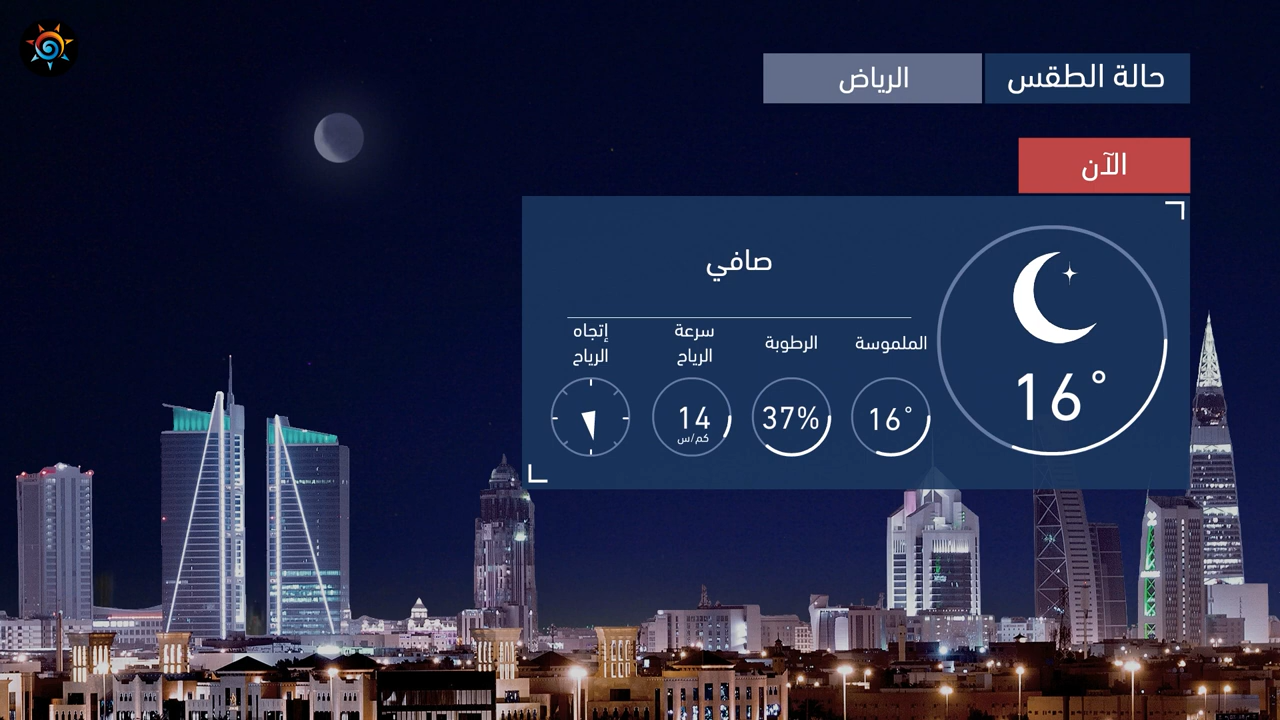 حالة الطقس
الرياض
الآن
صافي
16°
الملموسة
16°
الرطوبة
37%
سرعة
الرياح
14
كم/س
إتجاه
الرياح